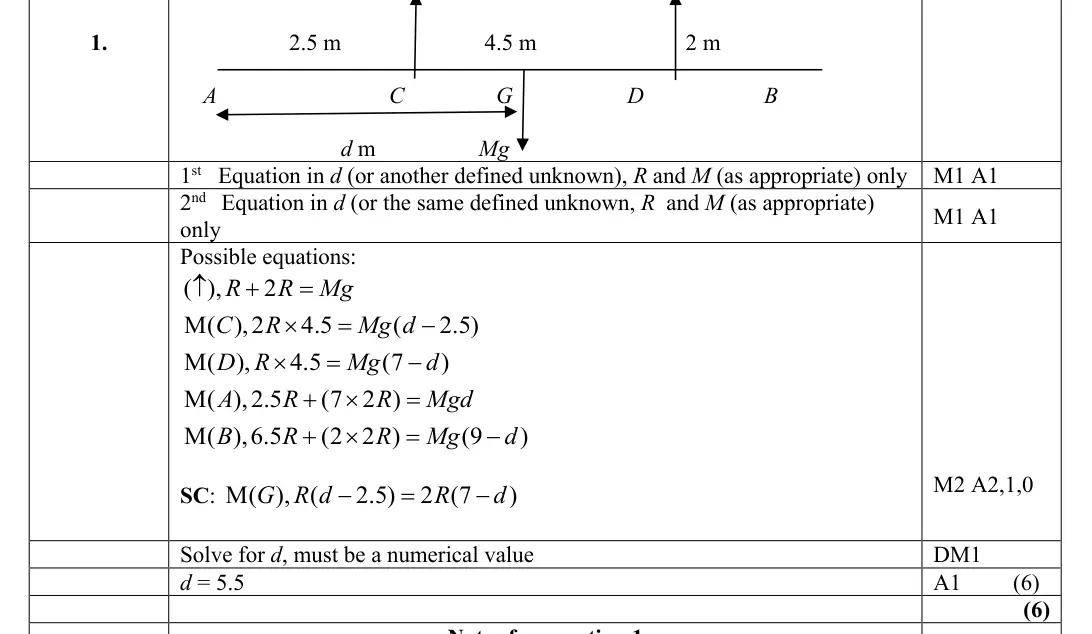 1.
2.5 m 4.5 m 2 m
A C G D B
d m Mg
1st Equation in d (or another defined unknown), R and M (as appropriate) only M1 A1
2nd Equation in d (or the same defined unknown, R and M (as appropriate)
only M1 A1
Possible equations:
(↑), R + 2R = Mg
M(C), 2R × 4.5 = Mg(d − 2.5)
M(D), R × 4.5 = Mg(7 − d)
M(A), 2.5R + (7 × 2R) = Mgd
M(B), 6.5R + (2 × 2R) = Mg(9 − d)
SC: M(G), R(d − 2.5) = 2R(7 − d) M2 A2,1,0
Solve for d, must be a numerical value DM1
d = 5.5 A1 (6)
(6)